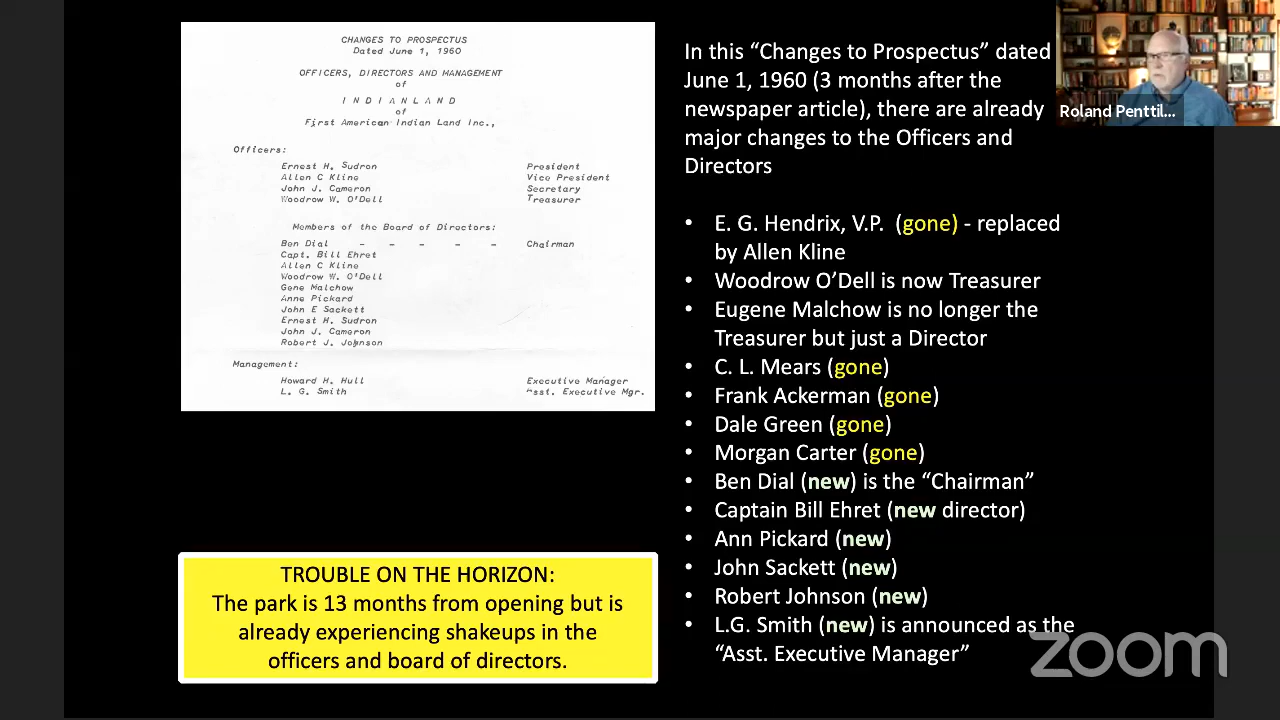 CHANGES TO PROSPECTUS
Dated June 1, 1960
OFFICERS, DIRECTORS AND MANAGEMENT
of
I N D I A N L A N D
of
First American Indian Land Inc.,
Officers:
Ernest H. Sudron President
Allen C Kline Vice President
John J. Cameron Secretary
Woodrow W. O'Dell Treasurer
Members of the Board of Directors:
Ben Dial - - - - - Chairman
Capt. Bill Ehret
Allen C Kline
Woodrow W. O'Dell
Gene Malchow
Anne Pickard
John E Sackett
Ernest H. Sudron
John J. Cameron
Robert J. Johnson
Management:
Howard H. Hull Executive Manager
L. G. Smith Asst. Executive Mgr.
TROUBLE ON THE HORIZON:
The park is 13 months from opening but is
already experiencing shakeups in the
officers and board of directors.
In this “Changes to Prospectus” dated
June 1, 1960 (3 months after the
newspaper article), there are already
major changes to the Officers and
Directors
• E. G. Hendrix, V.P. (gone) - replaced
by Allen Kline
• Woodrow O’Dell is now Treasurer
• Eugene Malchow is no longer the
Treasurer but just a Director
• C. L. Mears (gone)
• Frank Ackerman (gone)
• Dale Green (gone)
• Morgan Carter (gone)
• Ben Dial (new) is the “Chairman”
• Captain Bill Ehret (new director)
• Ann Pickard (new)
• John Sackett (new)
• Robert Johnson (new)
• L.G. Smith (new) is announced as the
“Asst. Executive Manager”
Roland Penttil...
zoom